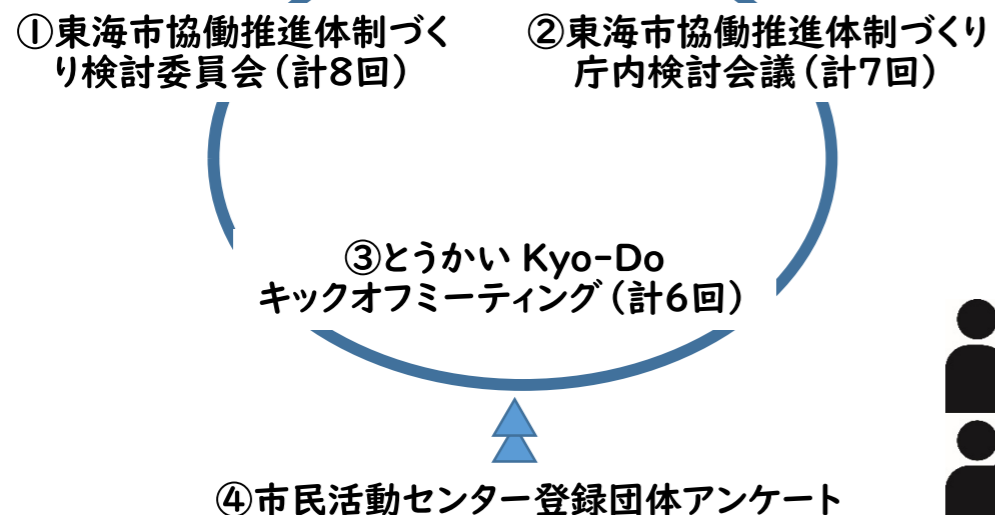 ①東海市協働推進体制づく
り検討委員会（計8回）
②東海市協働推進体制づくり
庁内検討会議（計7回）
③とうかい Kyo-Do
キックオフミーティング（計6回）
④市民活動センター登録団体アンケート